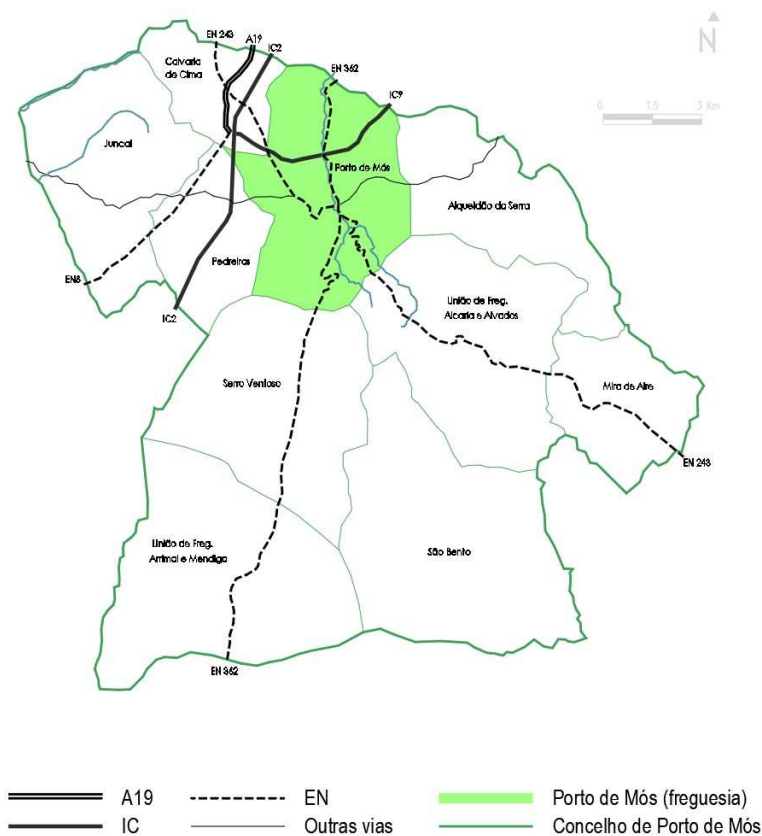 EN 243
A19
IC2
N
Calvaria
de Cima
EN 362
IC9
0 1.5 3 Km
Juncal
Porto de Mós
Alqueidão da Serra
Pedreiras
EN8
IC2
União de Freg.
Alcaria e Alvados
Serro Ventoso
Mira de Aire
EN 243
União de Freg.
Arrimal e Mendiga
São Bento
EN 362
A19
EN
Porto de Mós (freguesia)
IC
Outras vias
Concelho de Porto de Mós